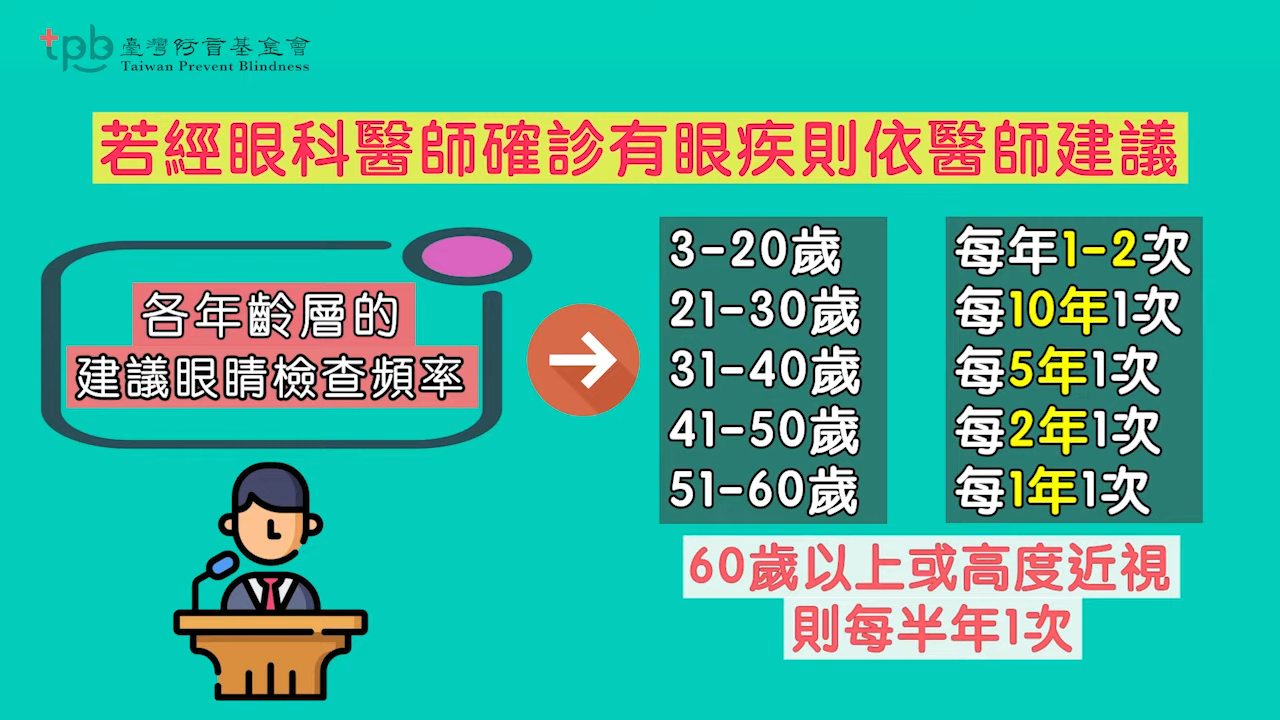 tpb 臺灣防盲基金會
Taiwan Prevent Blindness
若經眼科醫師確診有眼疾則依醫師建議
各年齡層的
建議眼睛檢查頻率
3-20歲 每年1-2次
21-30歲 每10年1次
31-40歲 每5年1次
41-50歲 每2年1次
51-60歲 每1年1次
60歲以上或高度近視
則每半年1次